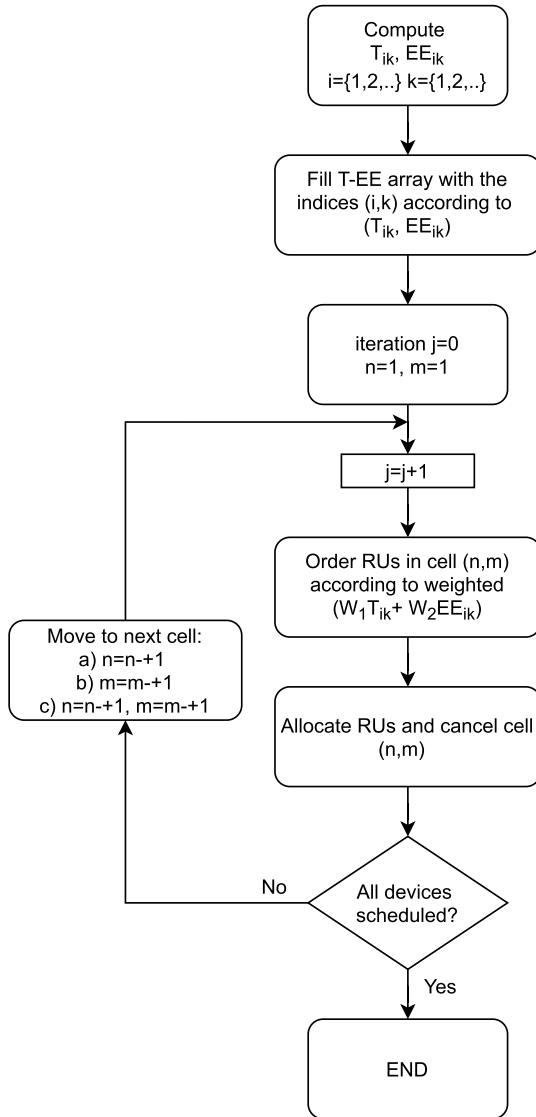 Compute
T_ik, EE_ik
i={1,2,..} k={1,2,..}
Fill T-EE array with the
indices (i,k) according to
(T_ik, EE_ik)
iteration j=0
n=1, m=1
j=j+1
Order RUs in cell (n,m)
according to weighted
(W_1T_ik+ W_2EE_ik)
Move to next cell:
a) n=n-+1
b) m=m-+1
c) n=n-+1, m=m-+1
Allocate RUs and cancel cell
(n,m)
No
All devices
scheduled?
Yes
END